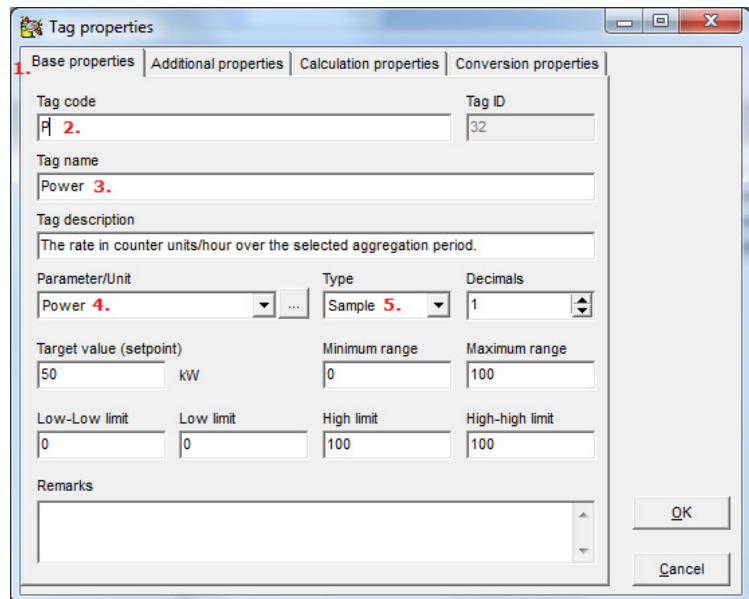 Tag properties
1. Base properties Additional properties Calculation properties Conversion properties
Tag code Tag ID
P 2. 32
Tag name
Power 3.
Tag description
The rate in counter units/hour over the selected aggregation period.
Parameter/Unit Type Decimals
Power 4. ... Sample 5. 1
Target value (setpoint) Minimum range Maximum range
50 kW 0 100
Low-Low limit Low limit High limit High-high limit
0 0 100 100
Remarks
OK
Cancel